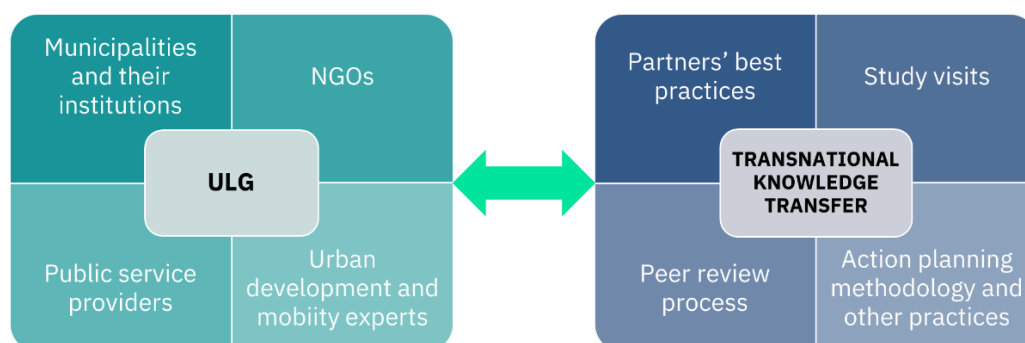 Municipalities
and their
institutions
NGOs
ULG
Public service
providers
Urban
development and
mobiity experts
Partners’ best
practices
Study visits
TRANSNATIONAL
KNOWLEDGE
TRANSFER
Peer review
process
Action planning
methodology and
other practices